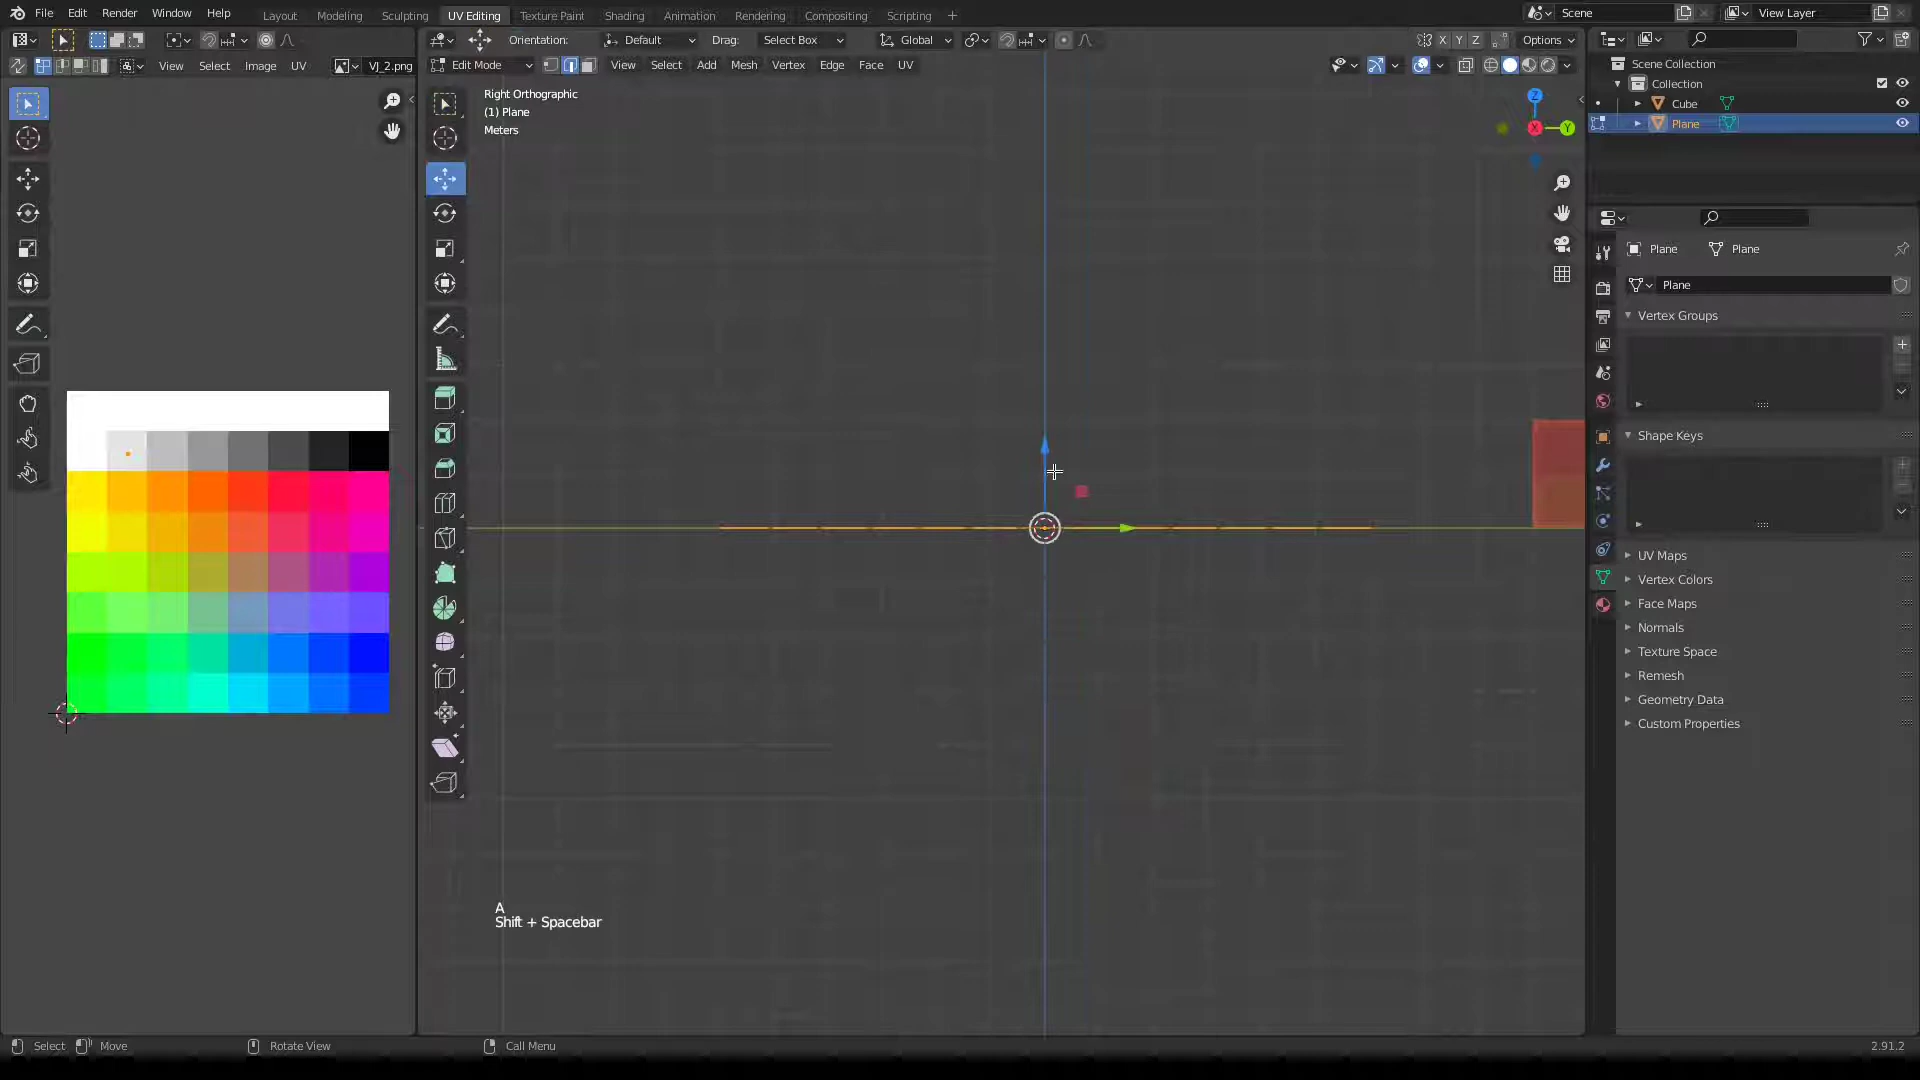 File Edit Render Window Help Layout Modeling Sculpting UV Editing Texture Paint Shading Animation Rendering Compositing Scripting + Scene View Layer
Orientation: Default Drag: Select Box Global X Y Z Options
View Select Image UV VJ_2.png Edit Mode View Select Add Mesh Vertex Edge Face UV
Right Orthographic
(1) Plane
Meters
Z
X
Y
Scene Collection
Collection
Cube
Plane
Plane Plane
Plane
Vertex Groups
Shape Keys
UV Maps
Vertex Colors
Face Maps
Normals
Texture Space
Remesh
Geometry Data
Custom Properties
A
Shift + Spacebar
Select Move Rotate View Call Menu 2.91.2